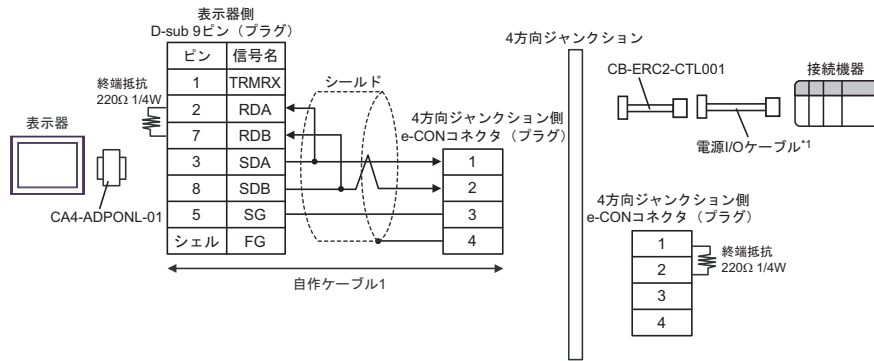 表示器側
D-sub 9ピン（プラグ）
ピン 信号名
1 TRMRX
2 RDA
7 RDB
3 SDA
8 SDB
5 SG
シェル FG
終端抵抗
220Ω 1/4W
表示器
CA4-ADPONL-01
シールド
4方向ジャンクション側
e-CONコネクタ（プラグ）
1
2
3
4
自作ケーブル1
4方向ジャンクション
CB-ERC2-CTL001
接続機器
電源I/Oケーブル*1
4方向ジャンクション側
e-CONコネクタ（プラグ）
1
2
3
4
終端抵抗
220Ω 1/4W